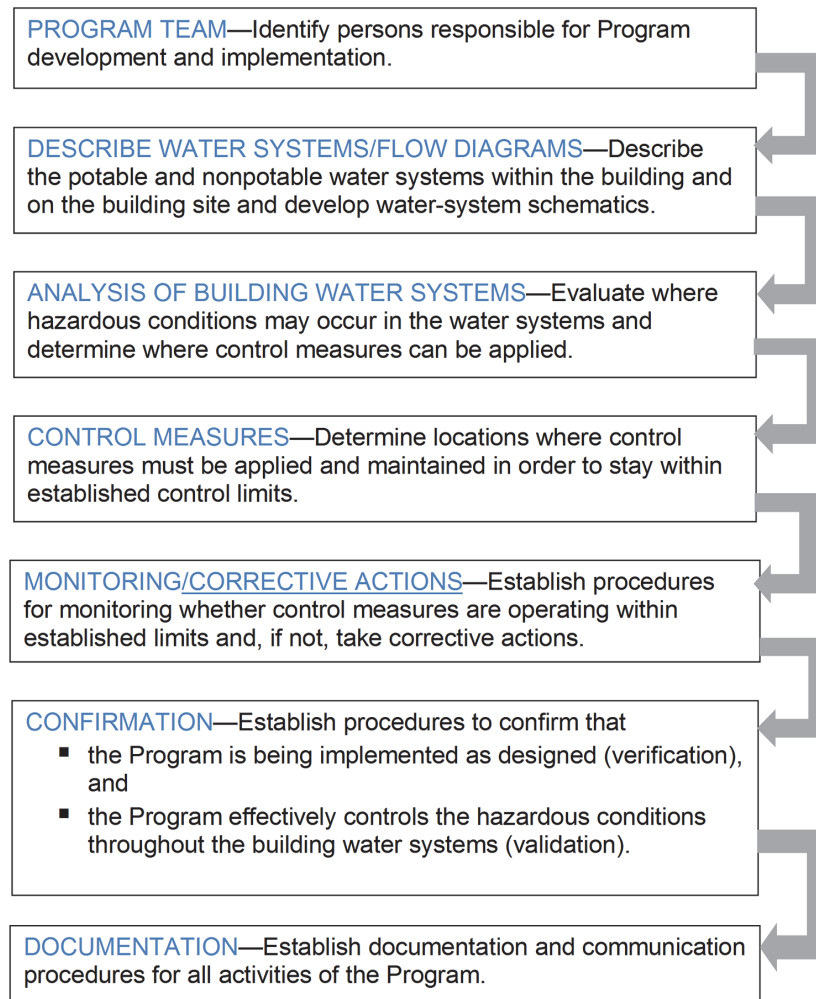 PROGRAM TEAM—Identify persons responsible for Program
development and implementation.
DESCRIBE WATER SYSTEMS/FLOW DIAGRAMS—Describe
the potable and nonpotable water systems within the building and
on the building site and develop water-system schematics.
ANALYSIS OF BUILDING WATER SYSTEMS—Evaluate where
hazardous conditions may occur in the water systems and
determine where control measures can be applied.
CONTROL MEASURES—Determine locations where control
measures must be applied and maintained in order to stay within
established control limits.
MONITORING/CORRECTIVE ACTIONS—Establish procedures
for monitoring whether control measures are operating within
established limits and, if not, take corrective actions.
CONFIRMATION—Establish procedures to confirm that
▪ the Program is being implemented as designed (verification),
and
▪ the Program effectively controls the hazardous conditions
throughout the building water systems (validation).
DOCUMENTATION—Establish documentation and communication
procedures for all activities of the Program.